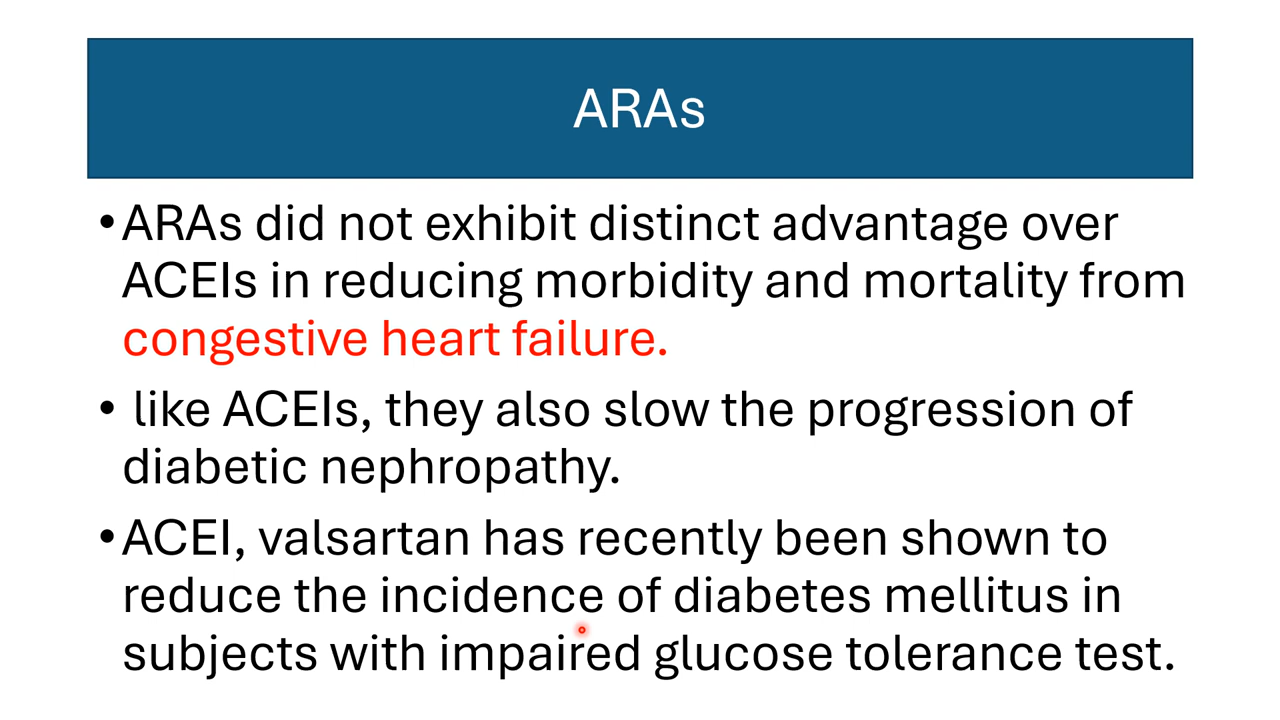 ARAs
•ARAs did not exhibit distinct advantage over
ACEIs in reducing morbidity and mortality from
congestive heart failure.
• like ACEIs, they also slow the progression of
diabetic nephropathy.
•ACEI, valsartan has recently been shown to
reduce the incidence of diabetes mellitus in
subjects with impaired glucose tolerance test.